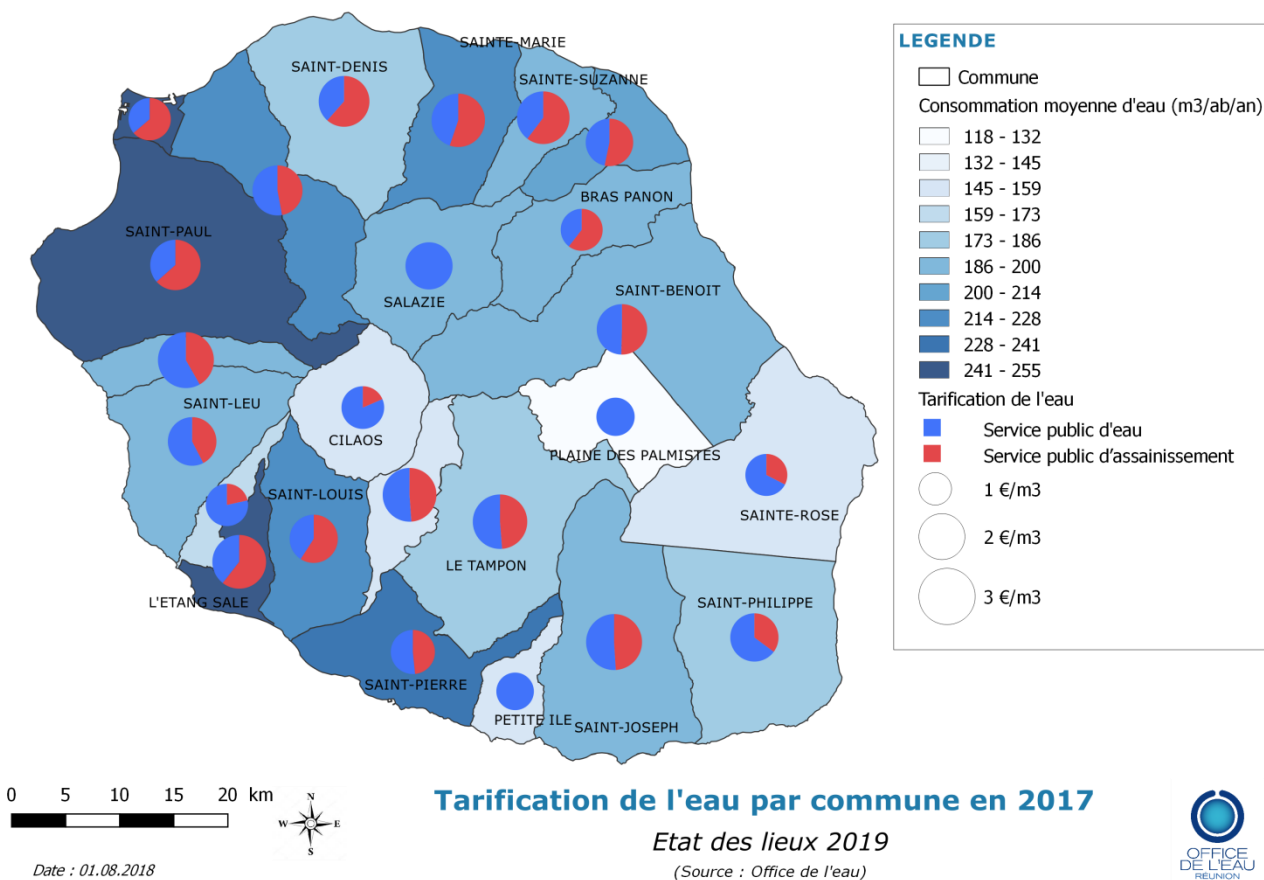 SAINTE-MARIE
SAINT-DENIS
SAINTE-SUZANNE
BRAS PANON
SAINT-PAUL
SAINT-BENOIT
SALAZIE
SAINT-LEU
CILAOS
PLAINE DES PALMISTES
SAINT-LOUIS
SAINTE-ROSE
LE TAMPON
L'ETANG SALE
SAINT-PHILIPPE
SAINT-PIERRE
PETITE ILE
SAINT-JOSEPH
LEGENDE
Commune
Consommation moyenne d'eau (m3/ab/an)
118 - 132
132 - 145
145 - 159
159 - 173
173 - 186
186 - 200
200 - 214
214 - 228
228 - 241
241 - 255
Tarification de l'eau
Service public d'eau
Service public d'assainissement
1 €/m3
2 €/m3
3 €/m3
0 5 10 15 20 km
N
W E
S
Date : 01.08.2018
Tarification de l'eau par commune en 2017
Etat des lieux 2019
(Source : Office de l'eau)
OFFICE
DE L'EAU
RÉUNION